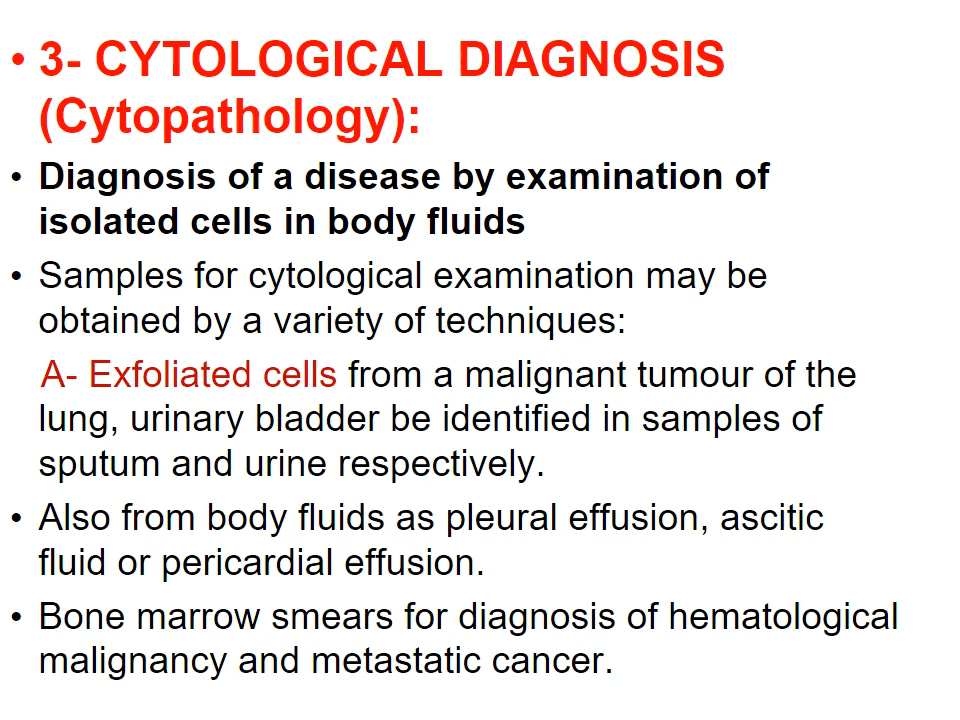 • 3- CYTOLOGICAL DIAGNOSIS
(Cytopathology):
• Diagnosis of a disease by examination of
isolated cells in body fluids
• Samples for cytological examination may be
obtained by a variety of techniques:
A- Exfoliated cells from a malignant tumour of the
lung, urinary bladder be identified in samples of
sputum and urine respectively.
• Also from body fluids as pleural effusion, ascitic
fluid or pericardial effusion.
• Bone marrow smears for diagnosis of hematological
malignancy and metastatic cancer.